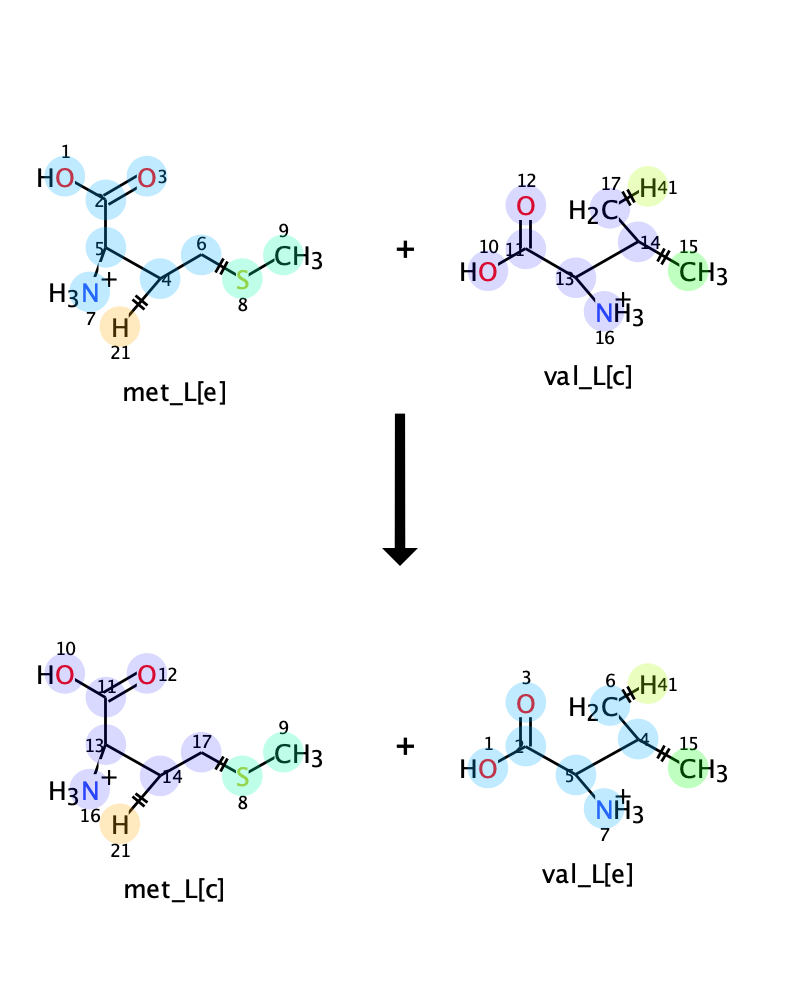 1
HO
2
O3
5
6
9
CH3
H3N+
7
4
S
8
H
21
met_L[e]
+
12
O
17
H2C
H41
10
HO
11
14
15
CH3
13
NH3+
16
val_L[c]
10
HO
11
O12
13
17
9
CH3
H3N+
16
14
S
8
H
21
met_L[c]
+
3
O
6
H2C
H41
1
HO
2
4
15
CH3
5
NH3+
7
val_L[e]